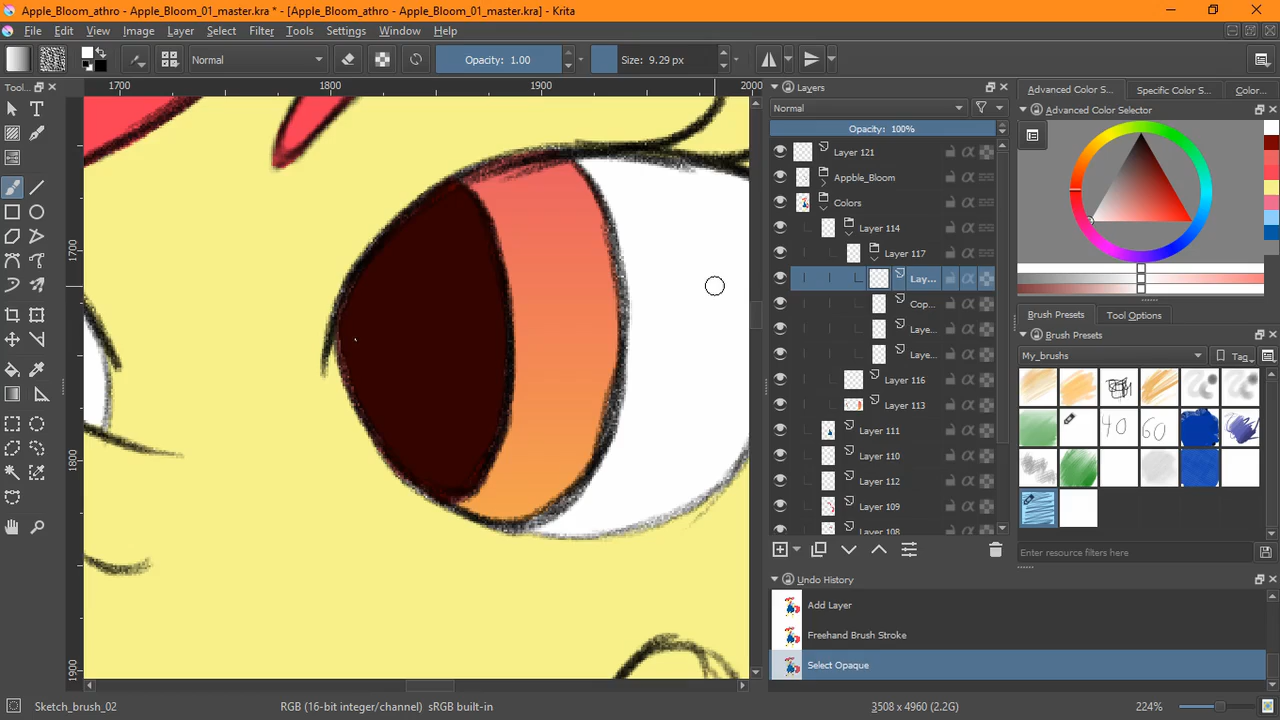 Apple_Bloom_athro - Apple_Bloom_01_master.kra * - [Apple_Bloom_athro - Apple_Bloom_01_master.kra] - Krita
File Edit View Image Layer Select Filter Tools Settings Window Help
Normal Opacity: 1.00 Size: 9.29 px
Tool...
1700 1800 1900 2000
1700
1800
1900
Layers
Normal
Opacity: 100%
Layer 121
Appble_Bloom
Colors
Layer 114
Layer 117
Lay...
Cop...
Laye...
Laye...
Layer 116
Layer 113
Layer 111
Layer 110
Layer 112
Layer 109
Layer 108
Undo History
Add Layer
Freehand Brush Stroke
Select Opaque
Advanced Color S... Specific Color S... Color...
Advanced Color Selector
Brush Presets Tool Options
Brush Presets
My_brushes Tag
40 60
Enter resource filters here
Sketch_brush_02 RGB (16-bit integer/channel) sRGB built-in 3508 x 4960 (2.2G) 224%